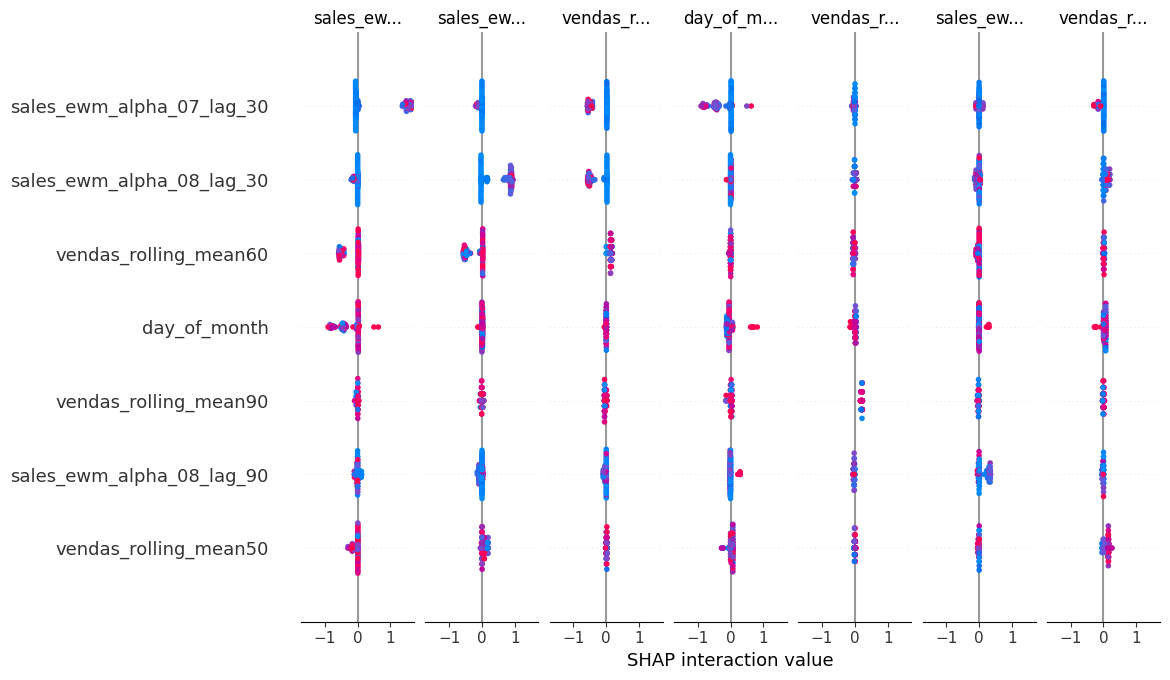 sales_ew... sales_ew... vendas_r... day_of_m... vendas_r... sales_ew... vendas_r...
sales_ewm_alpha_07_lag_30
sales_ewm_alpha_08_lag_30
vendas_rolling_mean60
day_of_month
vendas_rolling_mean90
sales_ewm_alpha_08_lag_90
vendas_rolling_mean50
−1 0 1 −1 0 1 −1 0 1 −1 0 1 −1 0 1 −1 0 1 −1 0 1
SHAP interaction value